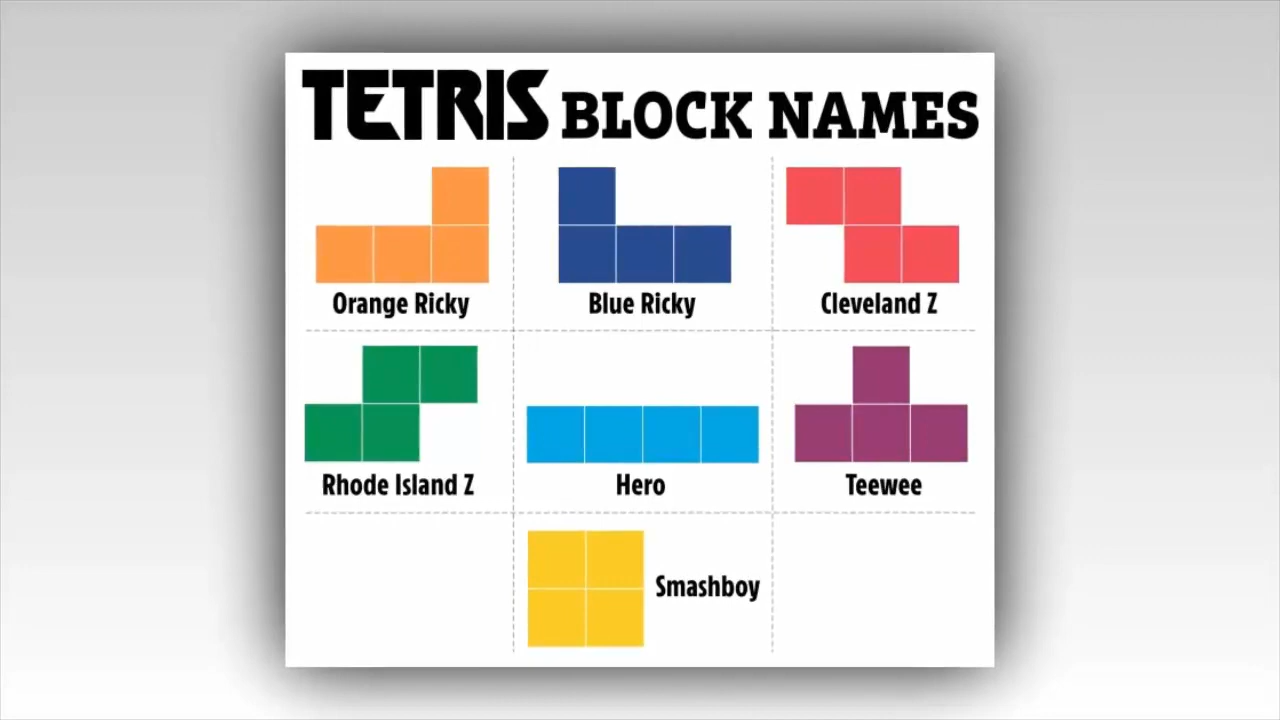 TETRIS BLOCK NAMES
Orange Ricky
Blue Ricky
Cleveland Z
Rhode Island Z
Hero
Teewee
Smashboy